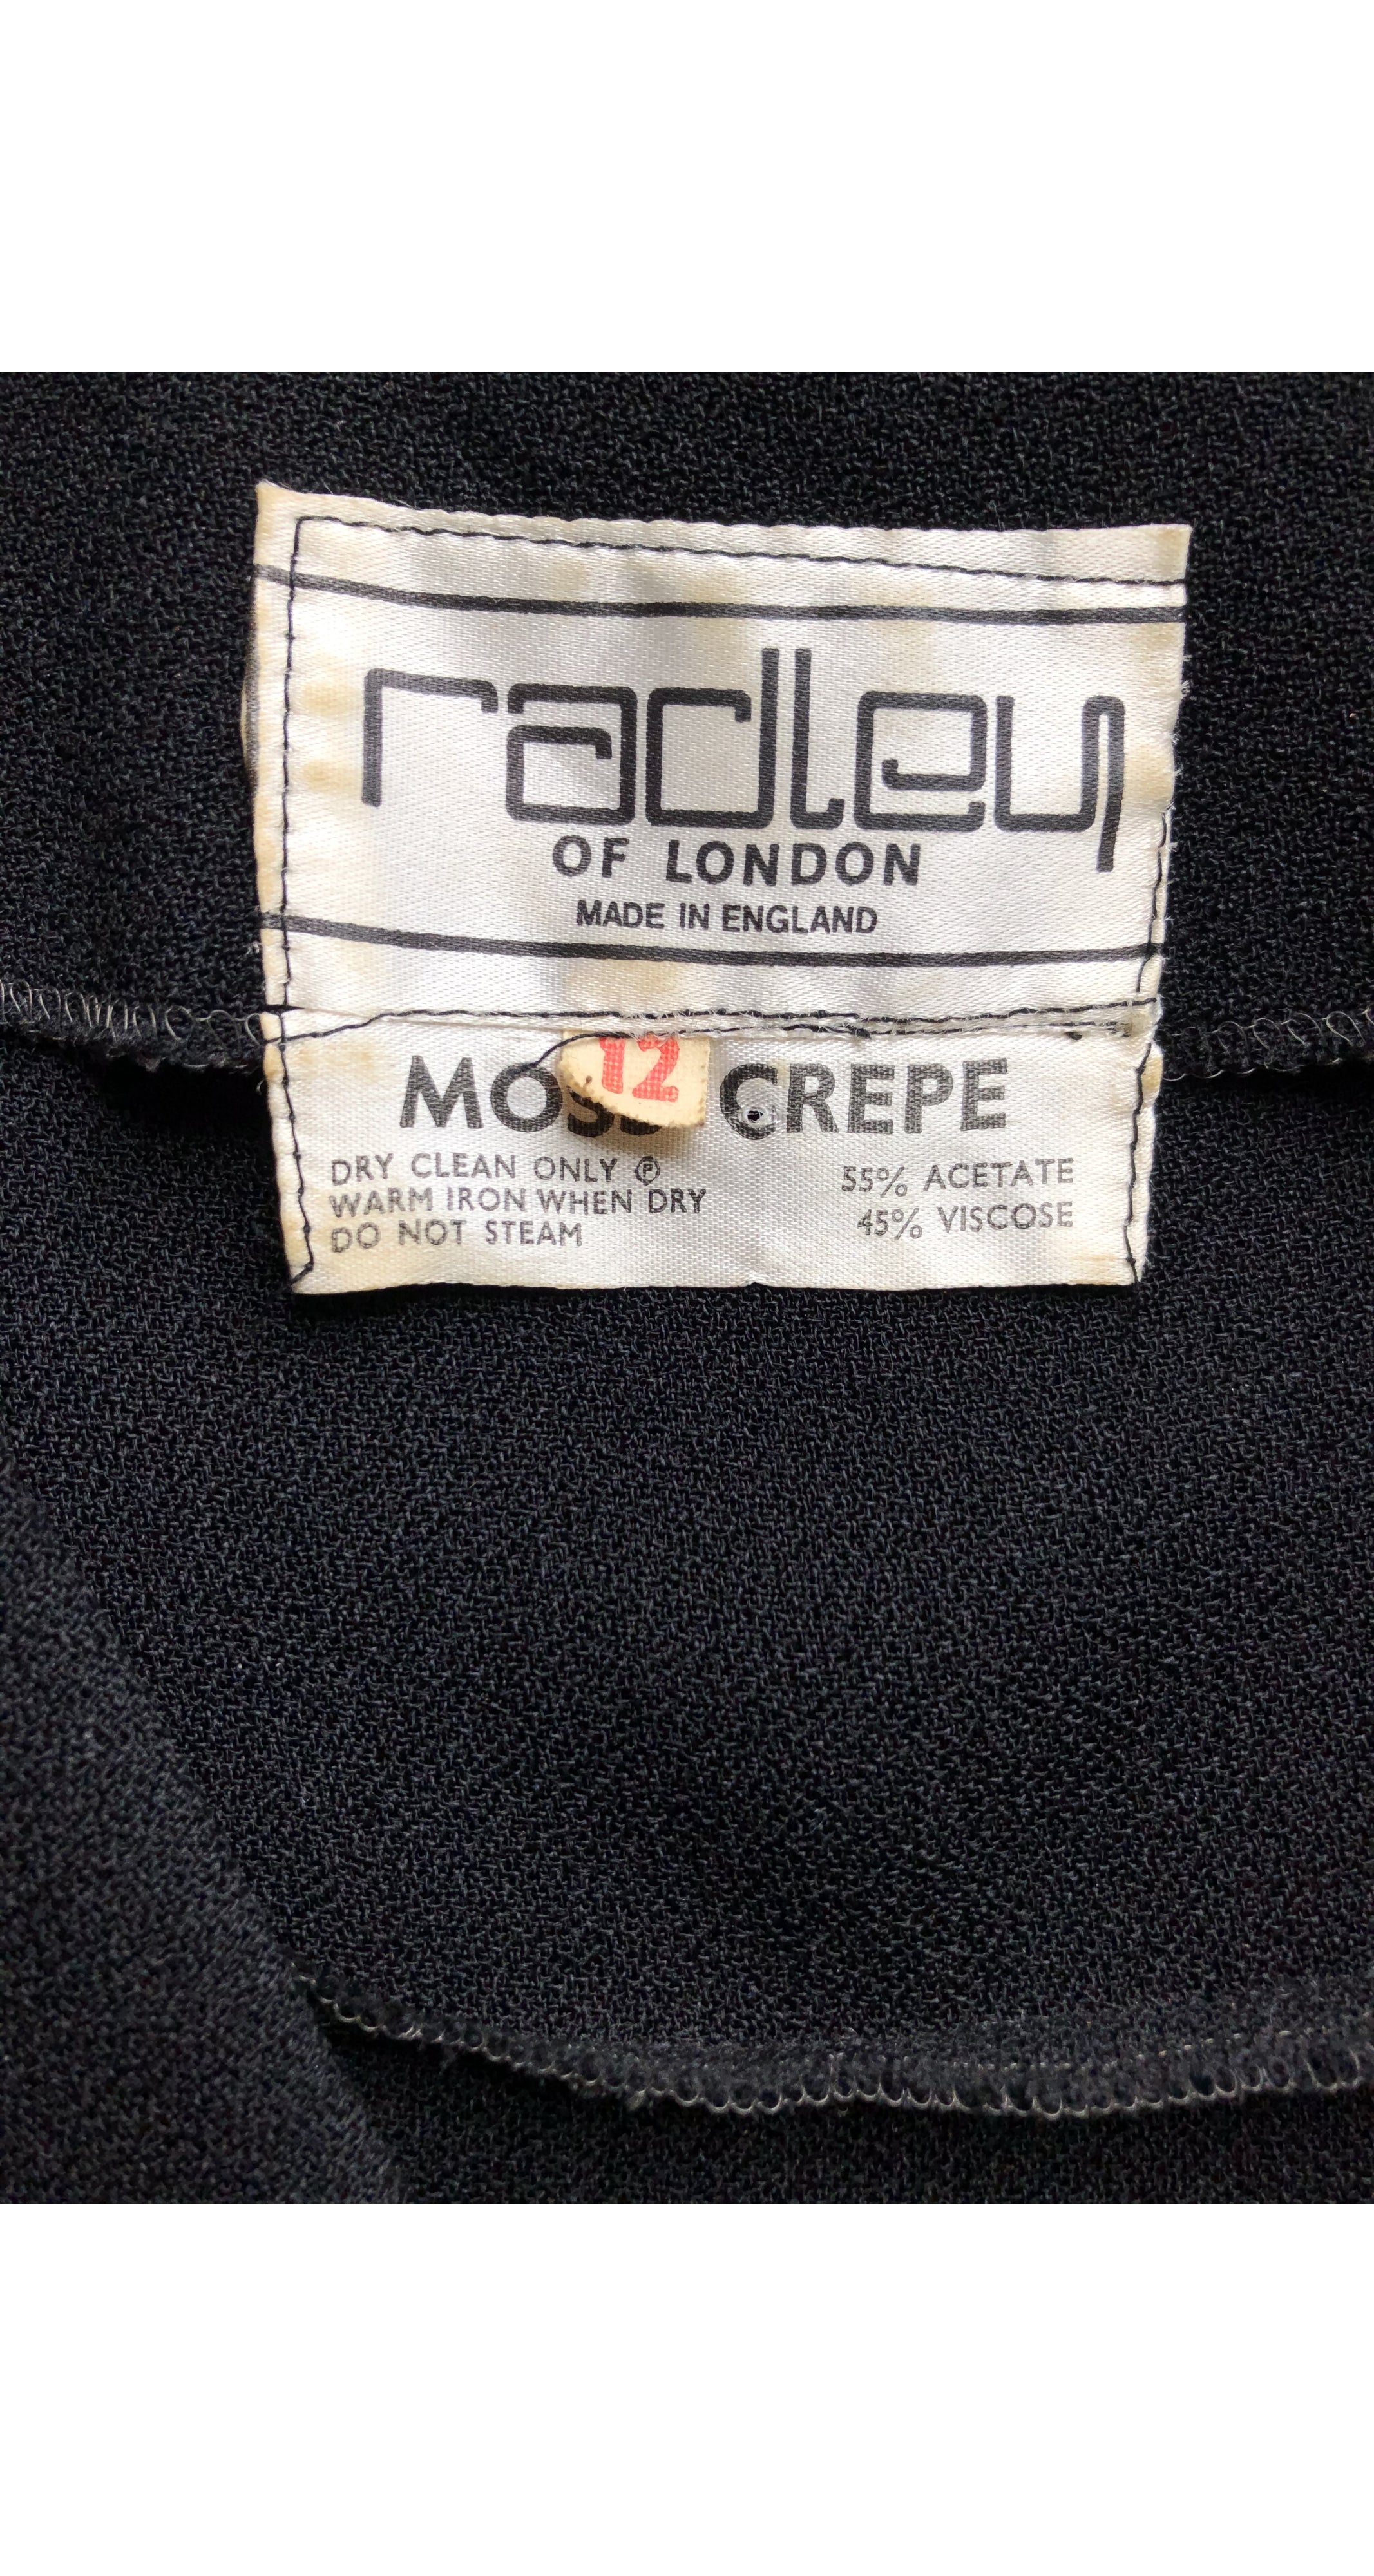 radley
OF LONDON
MADE IN ENGLAND
12
MOSS CREPE
DRY CLEAN ONLY Ⓟ
WARM IRON WHEN DRY
DO NOT STEAM
55% ACETATE
45% VISCOSE